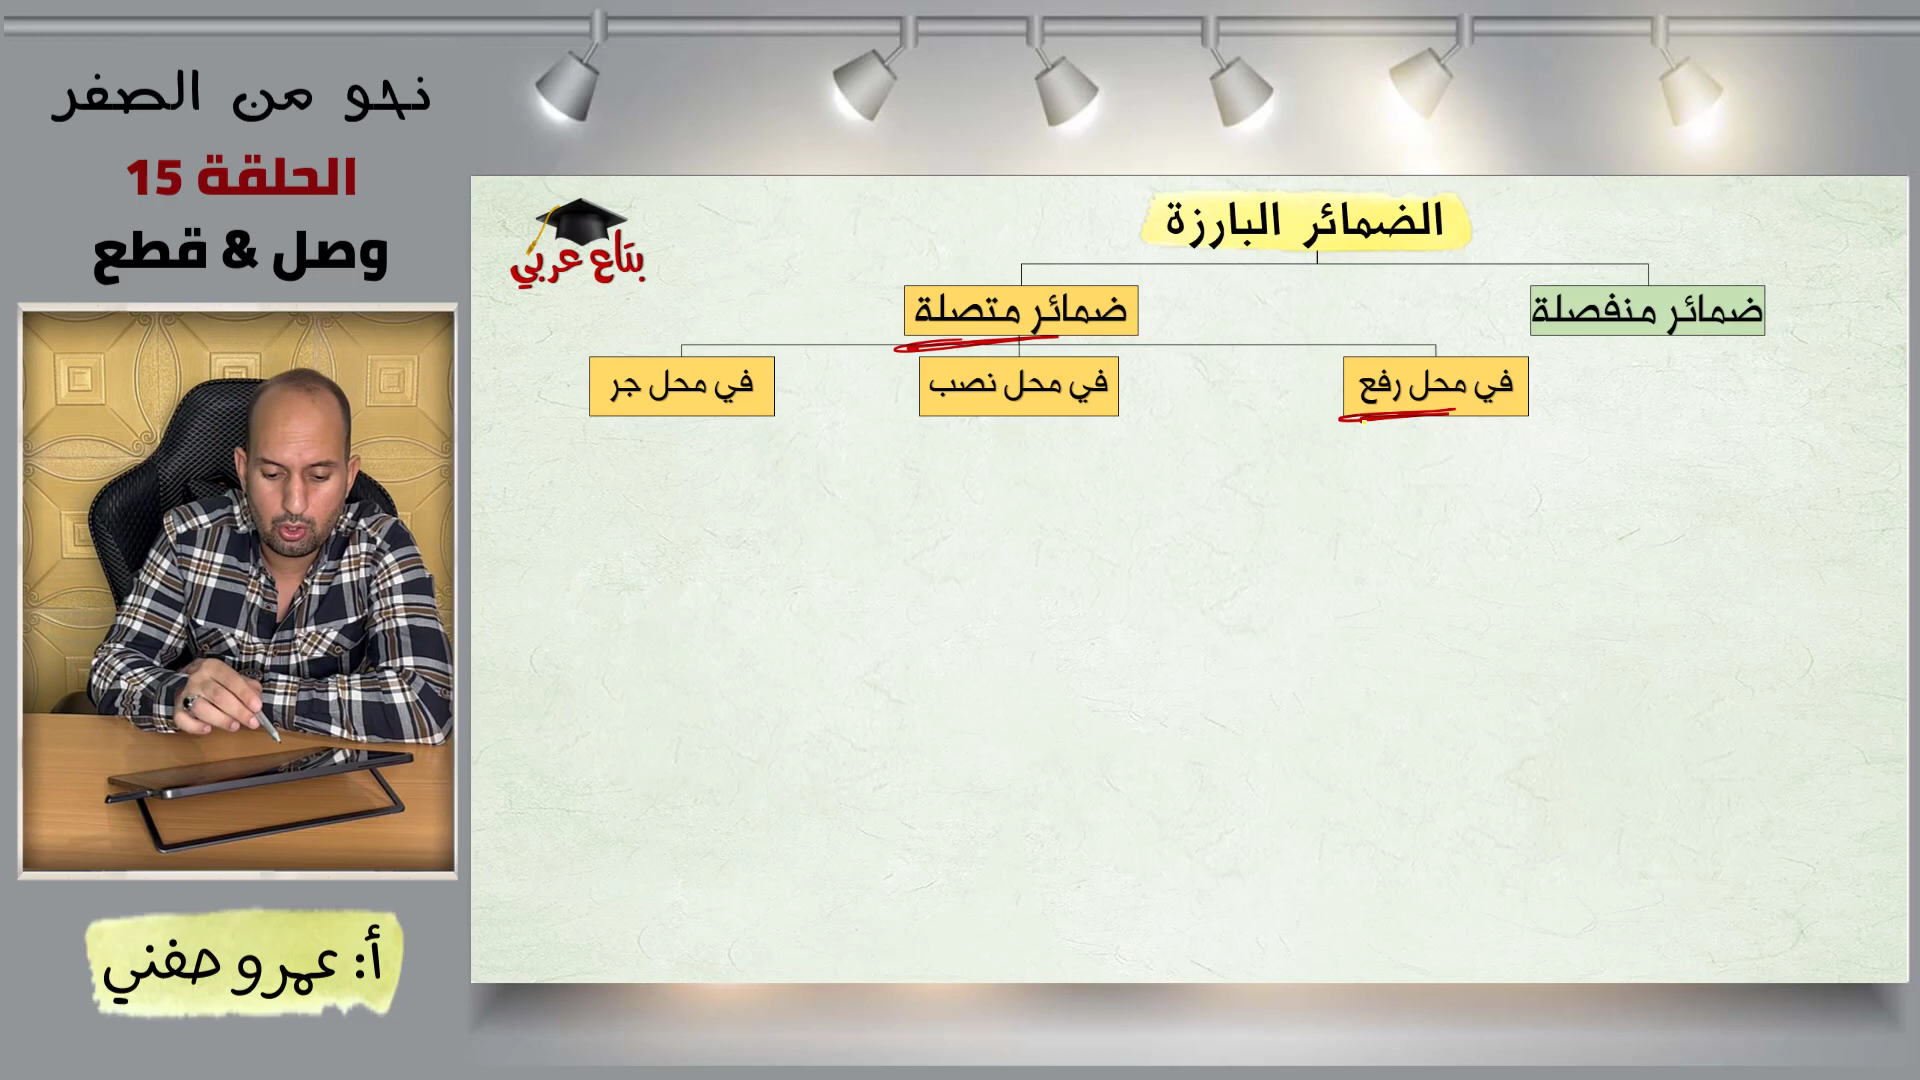 نحو من الصفر
الحلقة 15
وصل & قطع
أ: عمرو حفني
بتاع عربي
الضمائر البارزة
ضمائر منفصلة
ضمائر متصلة
في محل رفع
في محل نصب
في محل جر